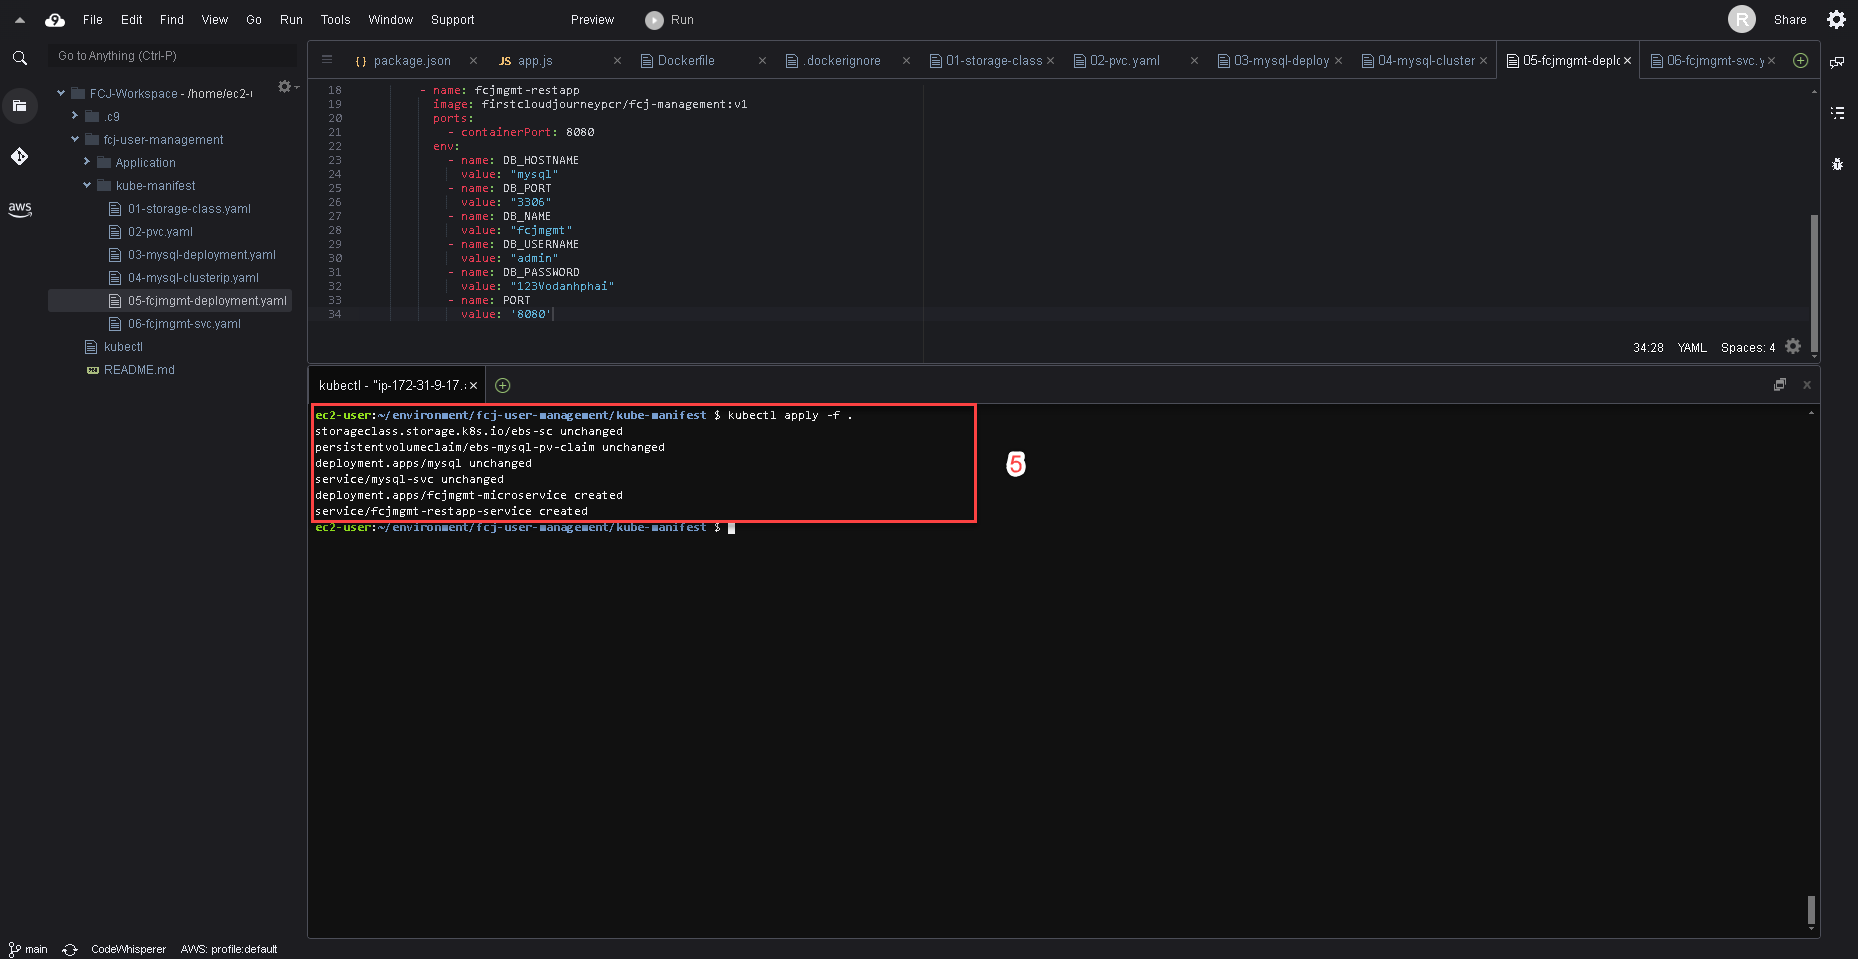 9 File Edit Find View Go Run Tools Window Support Preview Run R Share
Go to Anything (Ctrl-P)
FCJ-Workspace - /home/ec2-u
.c9
fcj-user-management
Application
kube-manifest
01-storage-class.yaml
02-pvc.yaml
03-mysql-deployment.yaml
04-mysql-clusterip.yaml
05-fcjmgmt-deployment.yaml
06-fcjmgmt-svc.yaml
kubectl
README.md
aws
{ } package.json × JS app.js × Dockerfile × .dockerignore × 01-storage-class × 02-pvc.yaml × 03-mysql-deploy × 04-mysql-cluster × 05-fcjmgmt-deplo × 06-fcjmgmt-svc.y ×
18 - name: fcjmgmt-restapp
19 image: firstcloudjourneypcr/fcj-management:v1
20 ports:
21 - containerPort: 8080
22 env:
23 - name: DB_HOSTNAME
24 value: "mysql"
25 - name: DB_PORT
26 value: "3306"
27 - name: DB_NAME
28 value: "fcjmgmt"
29 - name: DB_USERNAME
30 value: "admin"
31 - name: DB_PASSWORD
32 value: "123Vodanhphai"
33 - name: PORT
34 value: '8080'
34:28 YAML Spaces: 4
kubectl - "ip-172-31-9-17.a ×
ec2-user:~/environment/fcj-user-management/kube-manifest $ kubectl apply -f .
storageclass.storage.k8s.io/ebs-sc unchanged
persistentvolumeclaim/ebs-mysql-pv-claim unchanged
deployment.apps/mysql unchanged
service/mysql-svc unchanged
deployment.apps/fcjmgmt-microservice created
service/fcjmgmt-restapp-service created
ec2-user:~/environment/fcj-user-management/kube-manifest $
5
main CodeWhisperer AWS: profile:default